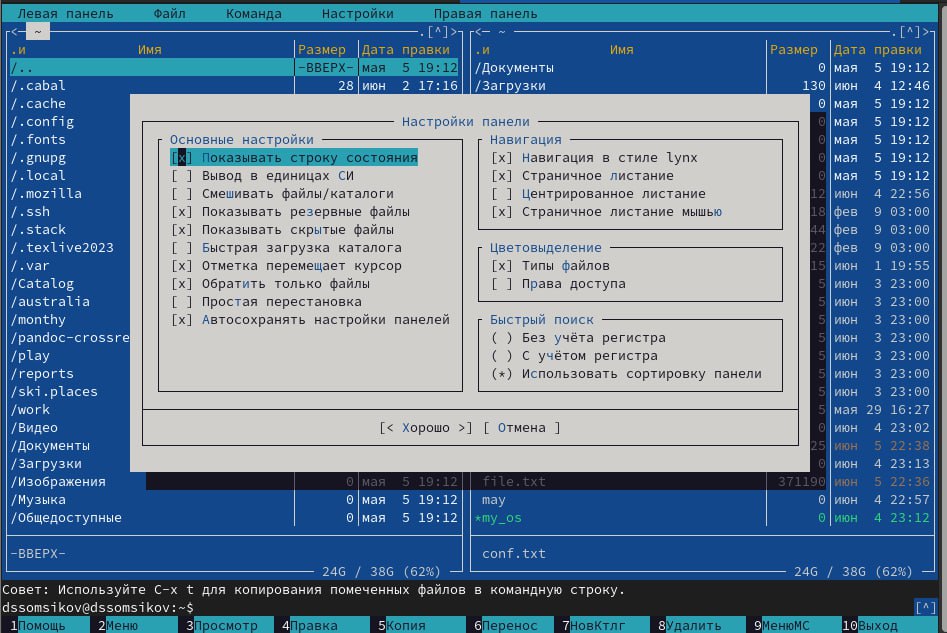 Левая панель Файл Команда Настройки Правая панель
<- ~ .[^]> <- ~ .[^]>
.и Имя Размер Дата правки .и Имя Размер Дата правки
/.. -ВВЕРХ- мая 5 19:12 /Документы 0 мая 5 19:12
/.cabal 28 июн 2 17:16 /Загрузки 130 июн 4 12:46
/.cache 0 мая 5 19:12
/.config Настройки панели 0 мая 5 19:12
/.fonts Основные настройки Навигация 0 мая 5 19:12
/.gnupg [x] Показывать строку состояния [x] Навигация в стиле lynx 0 мая 5 19:12
/.local [ ] Вывод в единицах СИ [x] Страничное листание 0 мая 5 19:12
/.mozilla [ ] Смешивать файлы/каталоги [ ] Центрированное листание 12 июн 4 22:56
/.ssh [x] Показывать резервные файлы [x] Страничное листание мышью 18 фев 9 03:00
/.stack [x] Показывать скрытые файлы 44 фев 9 03:00
/.texlive2023 [ ] Быстрая загрузка каталога Цветовыделение 22 фев 9 03:00
/.var [x] Отметка перемещает курсор [x] Типы файлов 15 июн 1 19:55
/Catalog [x] Обратить только файлы [ ] Права доступа 5 июн 3 23:00
/australia [ ] Простая перестановка 5 июн 3 23:00
/monthy [x] Автосохранять настройки панелей Быстрый поиск 5 июн 3 23:00
/pandoc-crossre ( ) Без учёта регистра 5 июн 3 23:00
/play ( ) С учётом регистра 5 июн 3 23:00
/reports (*) Использовать сортировку панели 5 июн 3 23:00
/ski.places 5 июн 3 23:00
/work 5 мая 29 16:27
/Видео [< Хорошо >] [ Отмена ] 0 июн 4 23:02
/Документы 25 июн 5 22:38
/Загрузки 0 июн 4 23:13
/Изображения 0 мая 5 19:12 file.txt 371190 июн 5 22:36
/Музыка 0 мая 5 19:12 may 0 июн 4 22:57
/Общедоступные 0 мая 5 19:12 *my_os 0 июн 4 23:12
-ВВЕРХ- conf.txt
24G / 38G (62%) 24G / 38G (62%)
Совет: Используйте C-x t для копирования помеченных файлов в командную строку.
dssomsikov@dssomsikov:~$ [^]
1Помощь 2Меню 3Просмотр 4Правка 5Копия 6Перенос 7НовКтлг 8Удалить 9МенюMC 10Выход